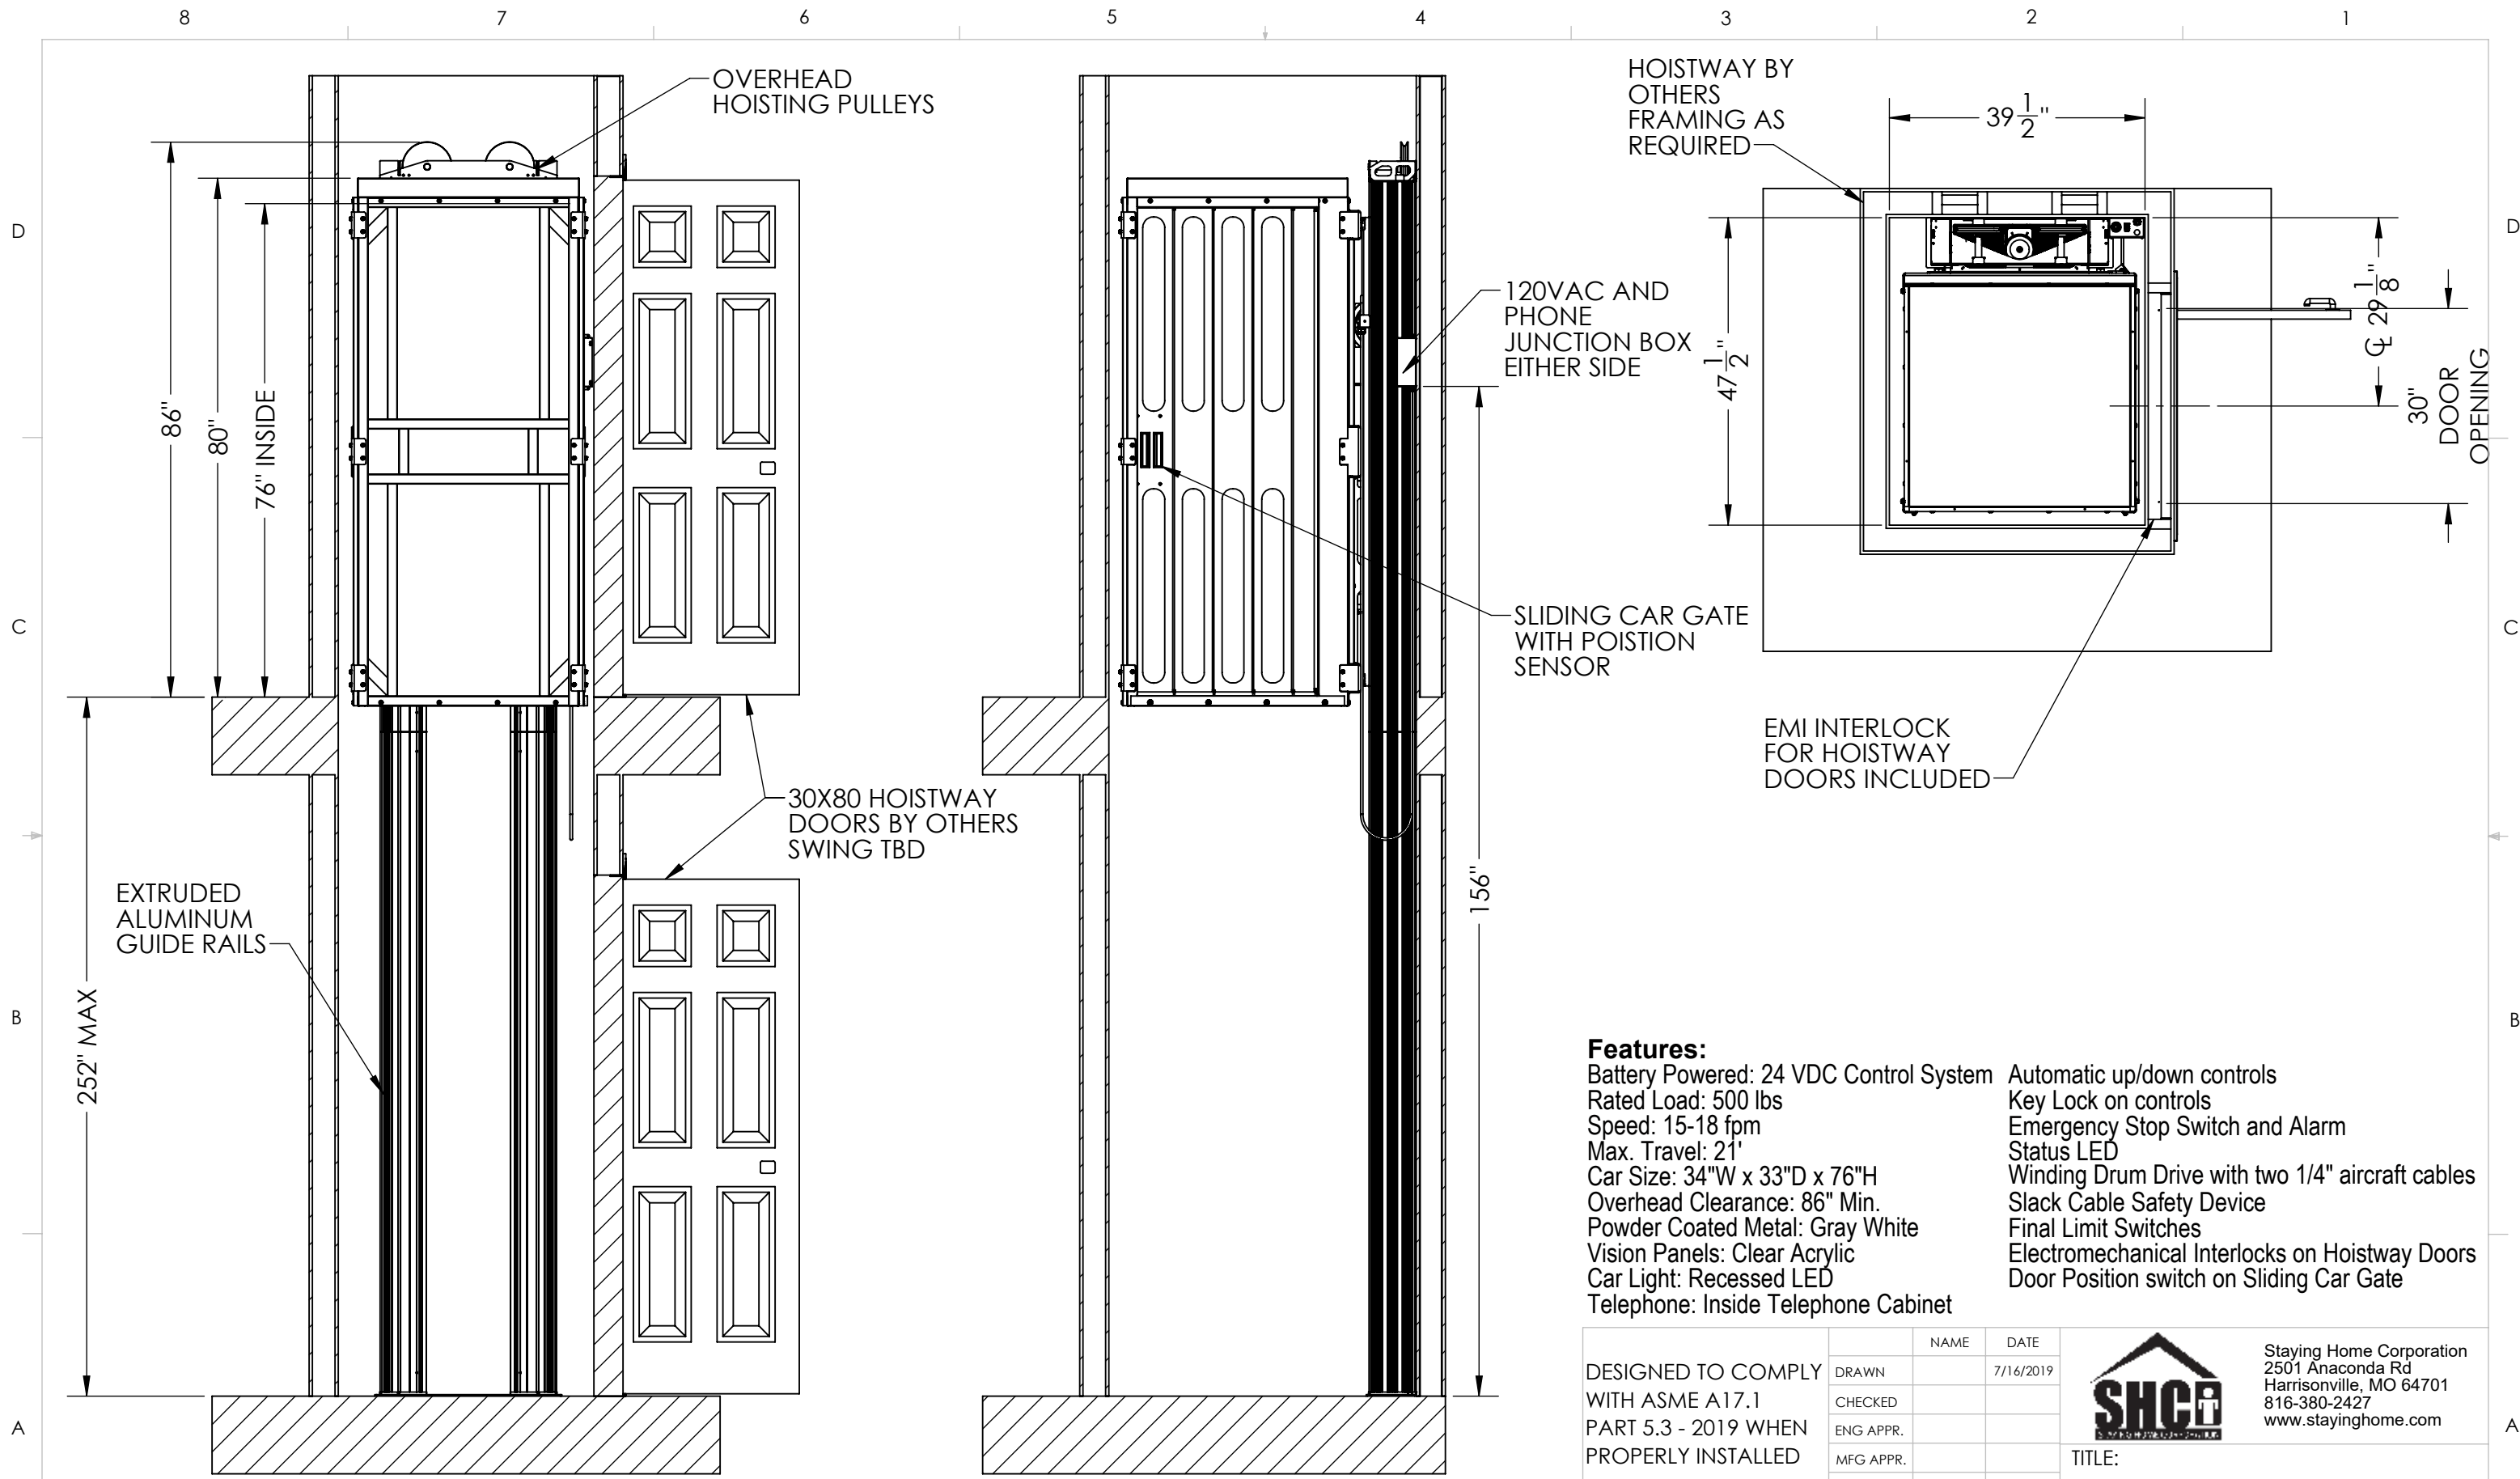 8 7 6 5 4 3 2 1
D
C
B
A
D
C
B
A
OVERHEAD
HOISTING PULLEYS
86"
80"
76" INSIDE
252" MAX
EXTRUDED
ALUMINUM
GUIDE RAILS
30X80 HOISTWAY
DOORS BY OTHERS
SWING TBD
120VAC AND
PHONE
JUNCTION BOX
EITHER SIDE
SLIDING CAR GATE
WITH POISTION
SENSOR
156"
HOISTWAY BY
OTHERS
FRAMING AS
REQUIRED
39 1/2"
47 1/2"
℄ 29 1/8"
30"
DOOR
OPENING
EMI INTERLOCK
FOR HOISTWAY
DOORS INCLUDED
Features:
Battery Powered: 24 VDC Control System
Rated Load: 500 lbs
Speed: 15-18 fpm
Max. Travel: 21'
Car Size: 34"W x 33"D x 76"H
Overhead Clearance: 86" Min.
Powder Coated Metal: Gray White
Vision Panels: Clear Acrylic
Car Light: Recessed LED
Telephone: Inside Telephone Cabinet
Automatic up/down controls
Key Lock on controls
Emergency Stop Switch and Alarm
Status LED
Winding Drum Drive with two 1/4" aircraft cables
Slack Cable Safety Device
Final Limit Switches
Electromechanical Interlocks on Hoistway Doors
Door Position switch on Sliding Car Gate
DESIGNED TO COMPLY
WITH ASME A17.1
PART 5.3 - 2019 WHEN
PROPERLY INSTALLED
NAME DATE
DRAWN 7/16/2019
CHECKED
ENG APPR.
MFG APPR.
SHC
STAYING HOME CORPORATION
Staying Home Corporation
2501 Anaconda Rd
Harrisonville, MO 64701
816-380-2427
www.stayinghome.com
TITLE: